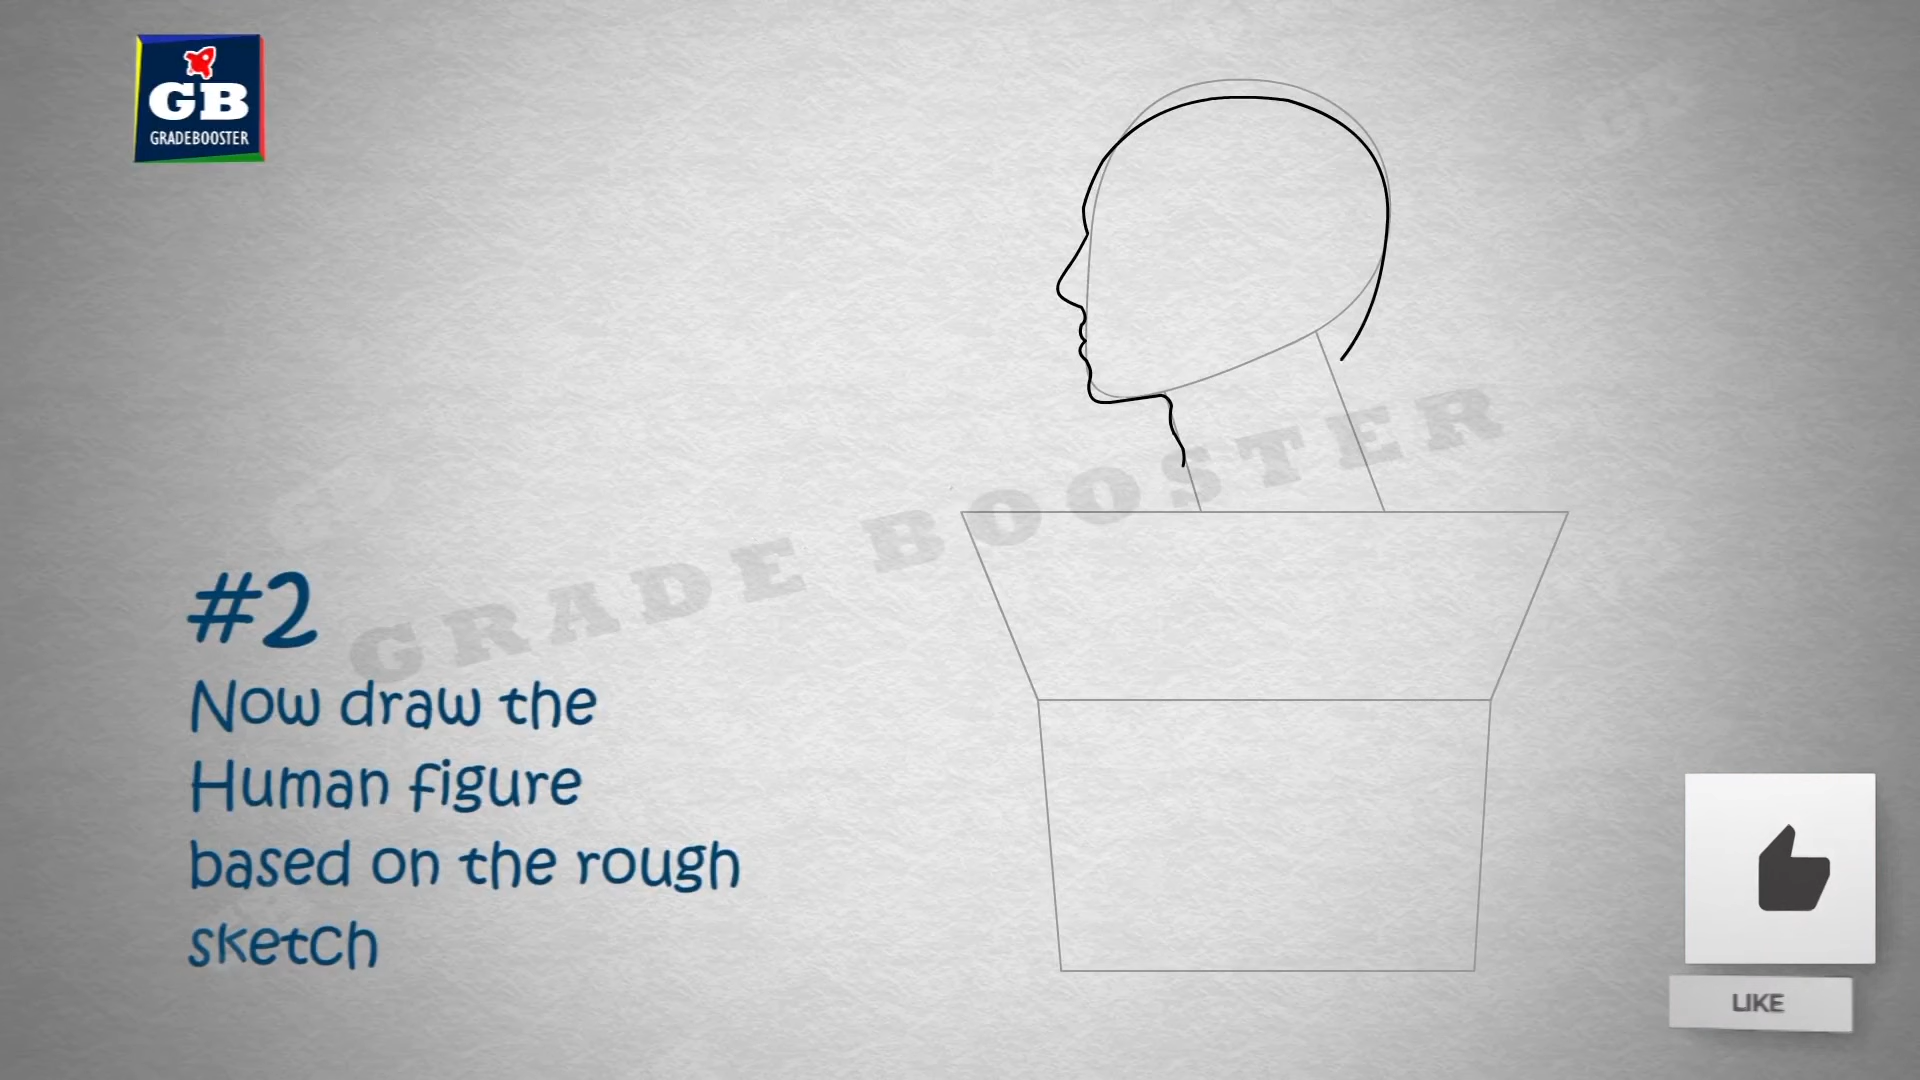 GB
GRADEBOOSTER
GRADE BOOSTER
#2
Now draw the
Human figure
based on the rough
sketch
LIKE